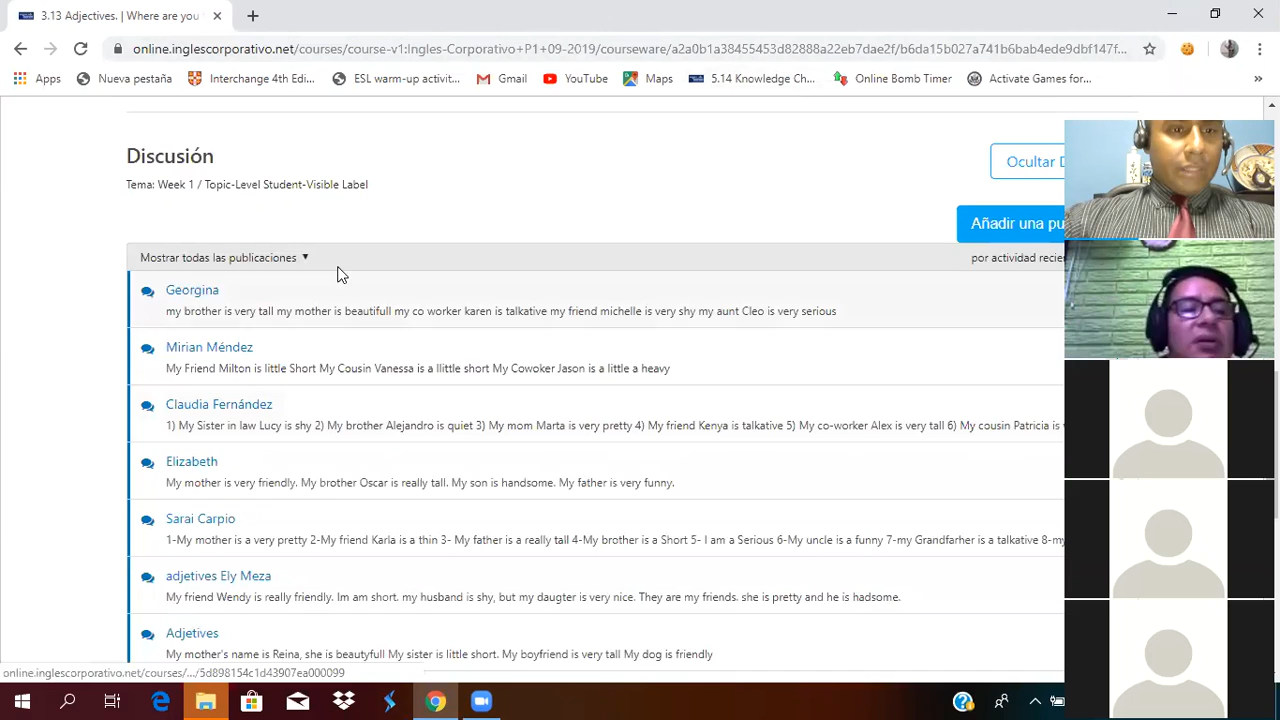 3.13 Adjectives. | Where are you
online.inglescorporativo.net/courses/course-v1:Ingles-Corporativo+P1+09-2019/courseware/a2a0b1a38455453d82888a22eb7dae2f/b6da15b027a741b6bab4ede9dbf147f...
Apps Nueva pestaña Interchange 4th Edi... ESL warm-up activit... Gmail YouTube Maps 5.14 Knowledge Ch... Online Bomb Timer Activate Games for... »
Discusión
Ocultar D
Tema: Week 1 / Topic-Level Student-Visible Label
Añadir una pu
Mostrar todas las publicaciones
por actividad recien
Georgina
my brother is very tall my mother is beautifull my co worker karen is talkative my friend michelle is very shy my aunt Cleo is very serious
Mirian Méndez
My Friend Milton is little Short My Cousin Vanessa is a llittle short My Cowoker Jason is a little a heavy
Claudia Fernández
1) My Sister in law Lucy is shy 2) My brother Alejandro is quiet 3) My mom Marta is very pretty 4) My friend Kenya is talkative 5) My co-worker Alex is very tall 6) My cousin Patricia is
Elizabeth
My mother is very friendly. My brother Oscar is really tall. My son is handsome. My father is very funny.
Sarai Carpio
1-My mother is a very pretty 2-My friend Karla is a thin 3- My father is a really tall 4-My brother is a Short 5- I am a Serious 6-My uncle is a funny 7-my Grandfarher is a talkative 8-my
adjetives Ely Meza
My friend Wendy is really friendly. Im am short. my husband is shy, but my daugter is very nice. They are my friends. she is pretty and he is hadsome.
Adjetives
My mother's name is Reina, she is beautyfull My sister is little short. My boyfriend is very tall My dog is friendly
online.inglescorporativo.net/courses/.../5d898154c1d43907ea000099